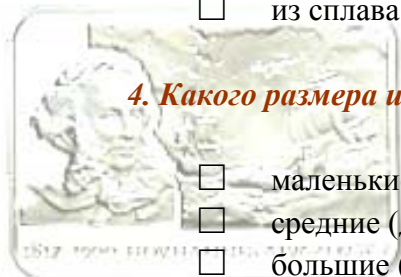 ☐ из сплава
4. Какого размера и
☐ маленьки
☐ средние (
☐ большие (